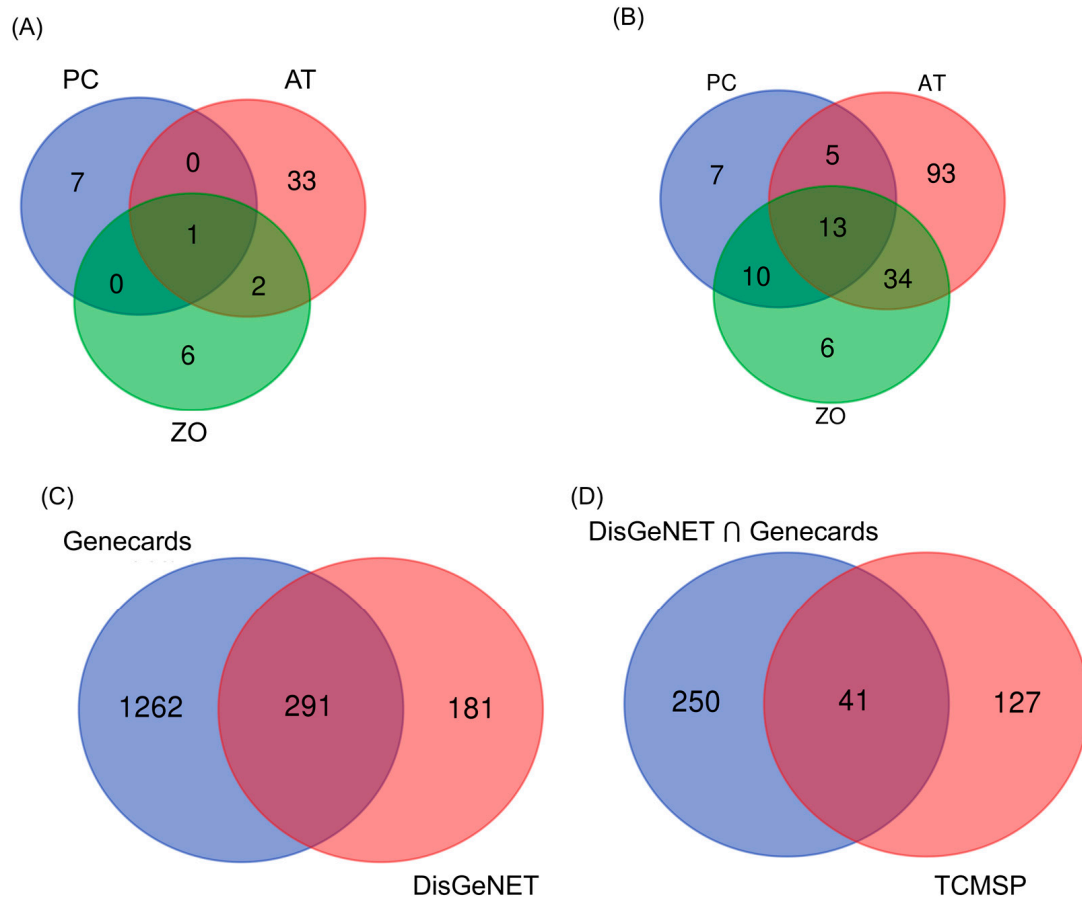 (A)
PC AT
7 0 33
1
0 2
6
ZO
(B)
PC AT
7 5 93
13
10 34
6
ZO
(C)
Genecards
1262 291 181
DisGeNET
(D)
DisGeNET ∩ Genecards
250 41 127
TCMSP